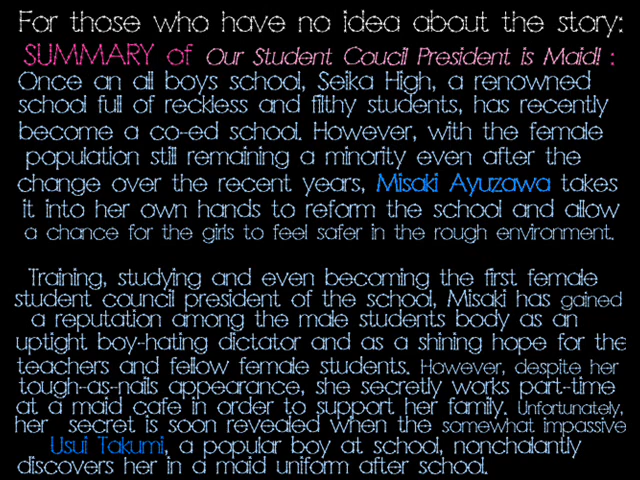 For those who have no idea about the story:
SUMMARY of Our Student Coucil President is Maid! :
Once an all boys school, Seika High, a renowned
school full of reckless and filthy students, has recently
become a co-ed school. However, with the female
population still remaining a minority even after the
change over the recent years, Misaki Ayuzawa takes
it into her own hands to reform the school and allow
a chance for the girls to feel safer in the rough environment.
Training, studying and even becoming the first female
student council president of the school, Misaki has gained
a reputation among the male students body as an
uptight boy-hating dictator and as a shining hope for the
teachers and fellow female students. However, despite her
tough-as-nails appearance, she secretly works part-time
at a maid cafe in order to support her family. Unfortunately,
her secret is soon revealed when the somewhat impassive
Usui Takumi, a popular boy at school, nonchalantly
discovers her in a maid uniform after school.